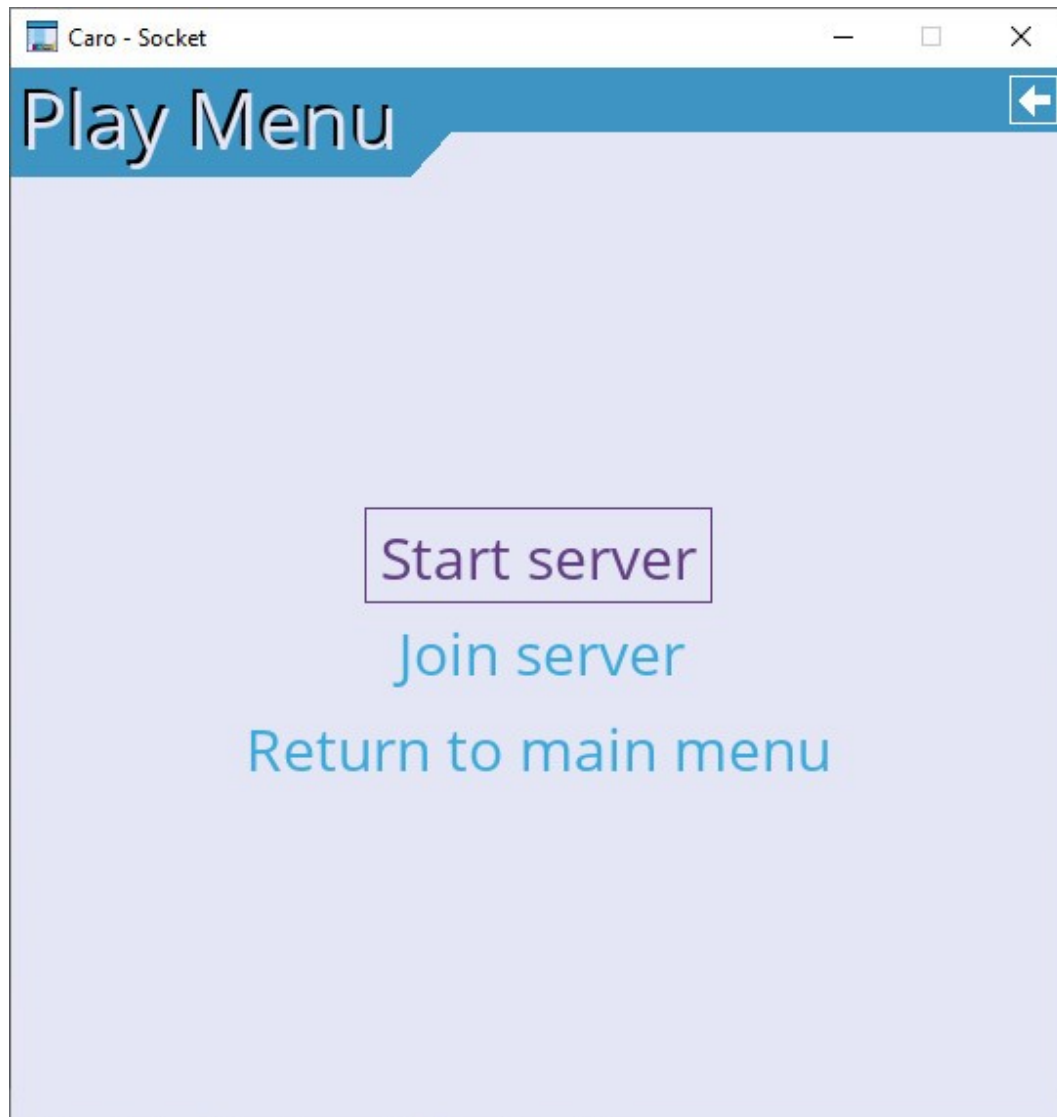 Caro - Socket
Play Menu
Start server
Join server
Return to main menu